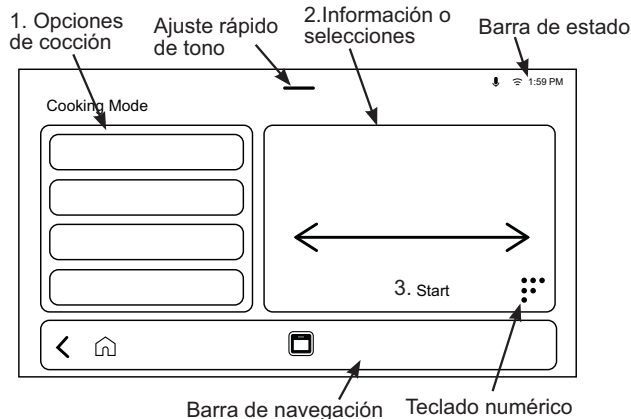 1. Opciones
de cocción
Ajuste rápido
de tono
2.Información o
selecciones
Barra de estado
1:59 PM
Cooking Mode
3. Start
Barra de navegación
Teclado numérico